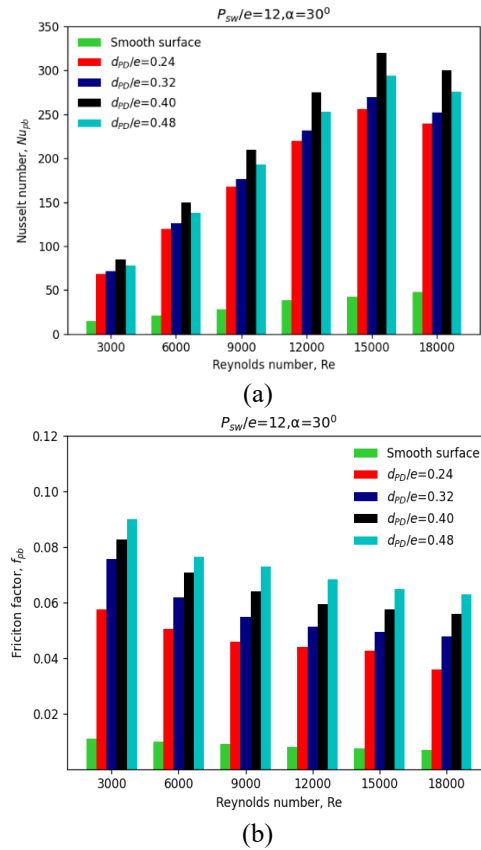 P_sw/e=12,α=30⁰
350
300
250
200
150
100
50
0
Nusselt number, Nu_pb
Smooth surface
d_PD/e=0.24
d_PD/e=0.32
d_PD/e=0.40
d_PD/e=0.48
3000 6000 9000 12000 15000 18000
Reynolds number, Re
(a)
P_sw/e=12,α=30⁰
0.12
0.10
0.08
0.06
0.04
0.02
Friciton factor, f_pb
Smooth surface
d_PD/e=0.24
d_PD/e=0.32
d_PD/e=0.40
d_PD/e=0.48
3000 6000 9000 12000 15000 18000
Reynolds number, Re
(b)